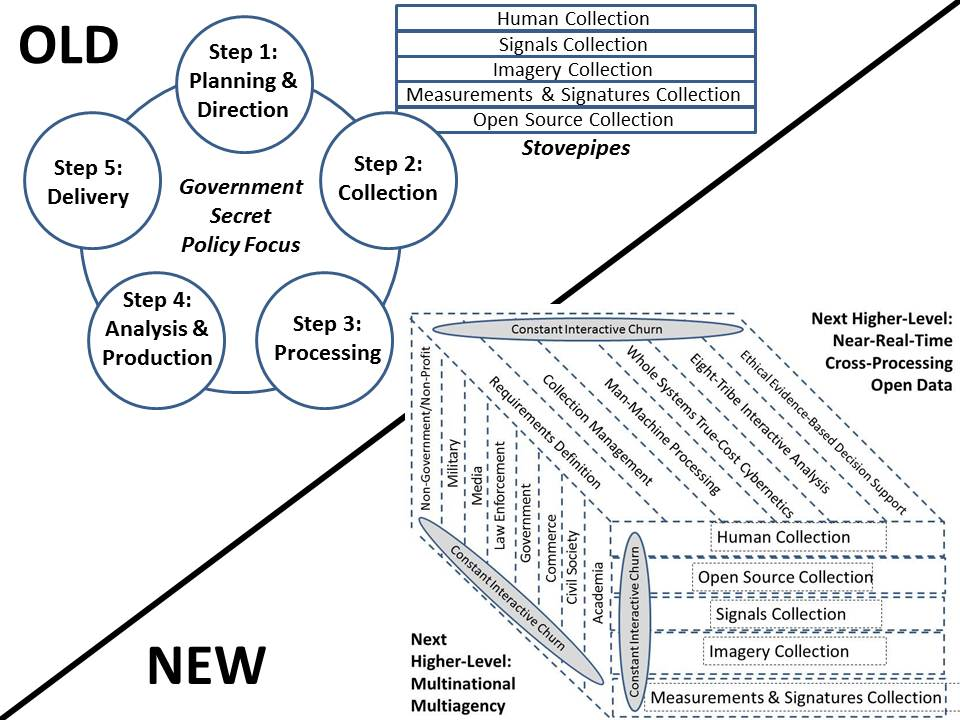 OLD
Step 1:
Planning &
Direction
Step 2:
Collection
Step 3:
Processing
Step 4:
Analysis &
Production
Step 5:
Delivery
Government
Secret
Policy Focus
Human Collection
Signals Collection
Imagery Collection
Measurements & Signatures Collection
Open Source Collection
Stovepipes
NEW
Next Higher-Level:
Near-Real-Time
Cross-Processing
Open Data
Constant Interactive Churn
Requirements Definition
Collection Management
Man-Machine Processing
Whole Systems True-Cost Cybernetics
Eight-Tribe Interactive Analysis
Ethical Evidence-Based Decision Support
Non-Government/Non-Profit
Military
Media
Law Enforcement
Government
Commerce
Civil Society
Academia
Constant Interactive Churn
Constant Interactive Churn
Human Collection
Open Source Collection
Signals Collection
Imagery Collection
Measurements & Signatures Collection
Next
Higher-Level:
Multinational
Multiagency